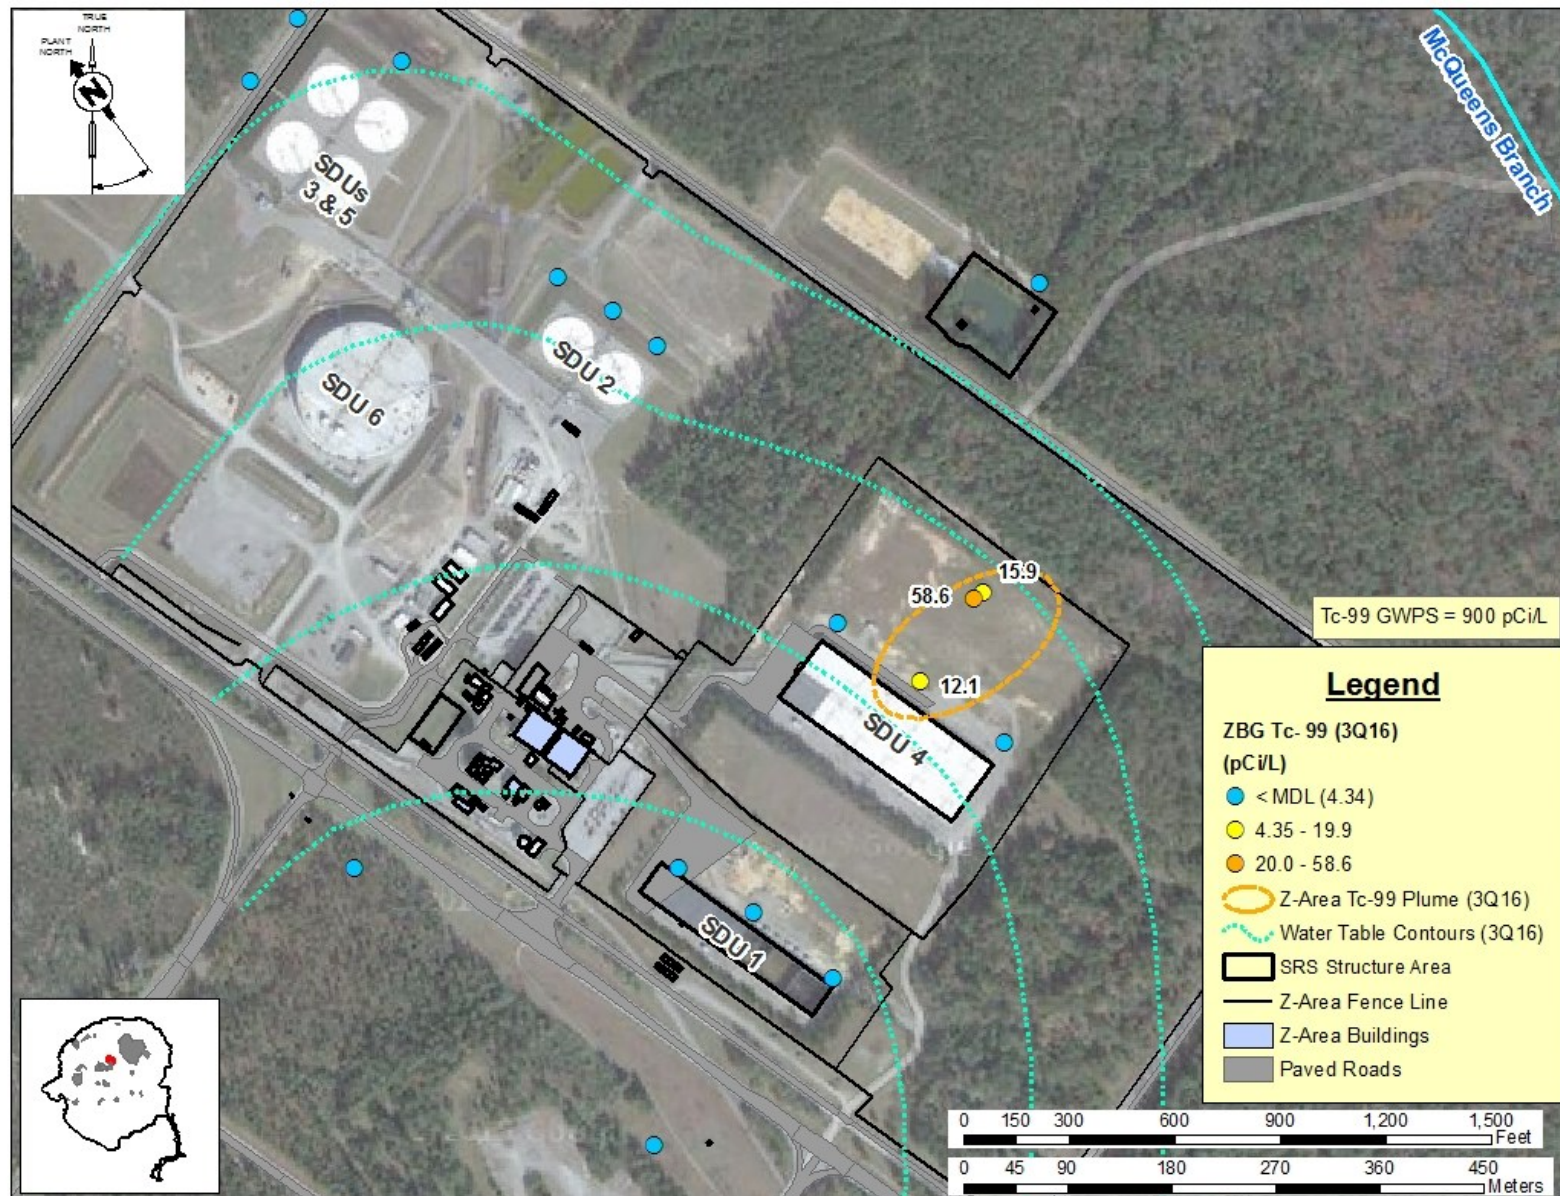 TRUE
NORTH
PLANT
NORTH
N
McQueens Branch
SDUs
3 & 5
SDU 2
SDU 6
15.9
58.6
12.1
SDU 4
SDU 1
Tc-99 GWPS = 900 pCi/L
Legend
ZBG Tc- 99 (3Q16)
(pCi/L)
< MDL (4.34)
4.35 - 19.9
20.0 - 58.6
Z-Area Tc-99 Plume (3Q16)
Water Table Contours (3Q16)
SRS Structure Area
Z-Area Fence Line
Z-Area Buildings
Paved Roads
0 150 300 600 900 1,200 1,500
Feet
0 45 90 180 270 360 450
Meters